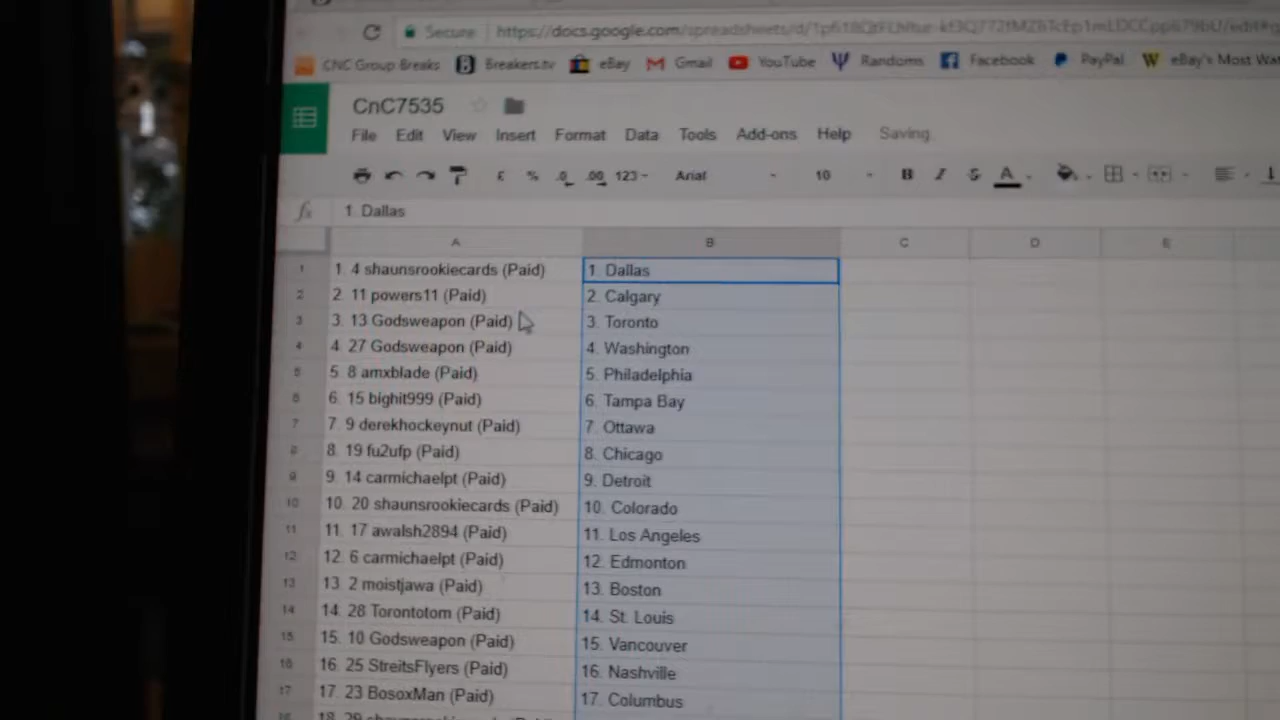 Secure https://docs.google.com/spreadsheets/d/
CNC Group Breaks Breakers.tv eBay Gmail YouTube Randoms Facebook PayPal eBay's Most Wat
CnC7535
File Edit View Insert Format Data Tools Add-ons Help Saving
£ % .0 .00 123 Arial 10 B I S A
fx 1. Dallas
A B C D E
1 1. 4 shaunsrookiecards (Paid) 1. Dallas
2 2. 11 powers11 (Paid) 2. Calgary
3 3. 13 Godsweapon (Paid) 3. Toronto
4 4. 27 Godsweapon (Paid) 4. Washington
5 5. 8 amxblade (Paid) 5. Philadelphia
6 6. 15 bighit999 (Paid) 6. Tampa Bay
7 7. 9 derekhockeynut (Paid) 7. Ottawa
8 8. 19 fu2ufp (Paid) 8. Chicago
9 9. 14 carmichaelpt (Paid) 9. Detroit
10 10. 20 shaunsrookiecards (Paid) 10. Colorado
11 11. 17 awalsh2894 (Paid) 11. Los Angeles
12 12. 6 carmichaelpt (Paid) 12. Edmonton
13 13. 2 moistjawa (Paid) 13. Boston
14 14. 28 Torontotom (Paid) 14. St. Louis
15 15. 10 Godsweapon (Paid) 15. Vancouver
16 16. 25 StreitsFlyers (Paid) 16. Nashville
17 17. 23 BosoxMan (Paid) 17. Columbus